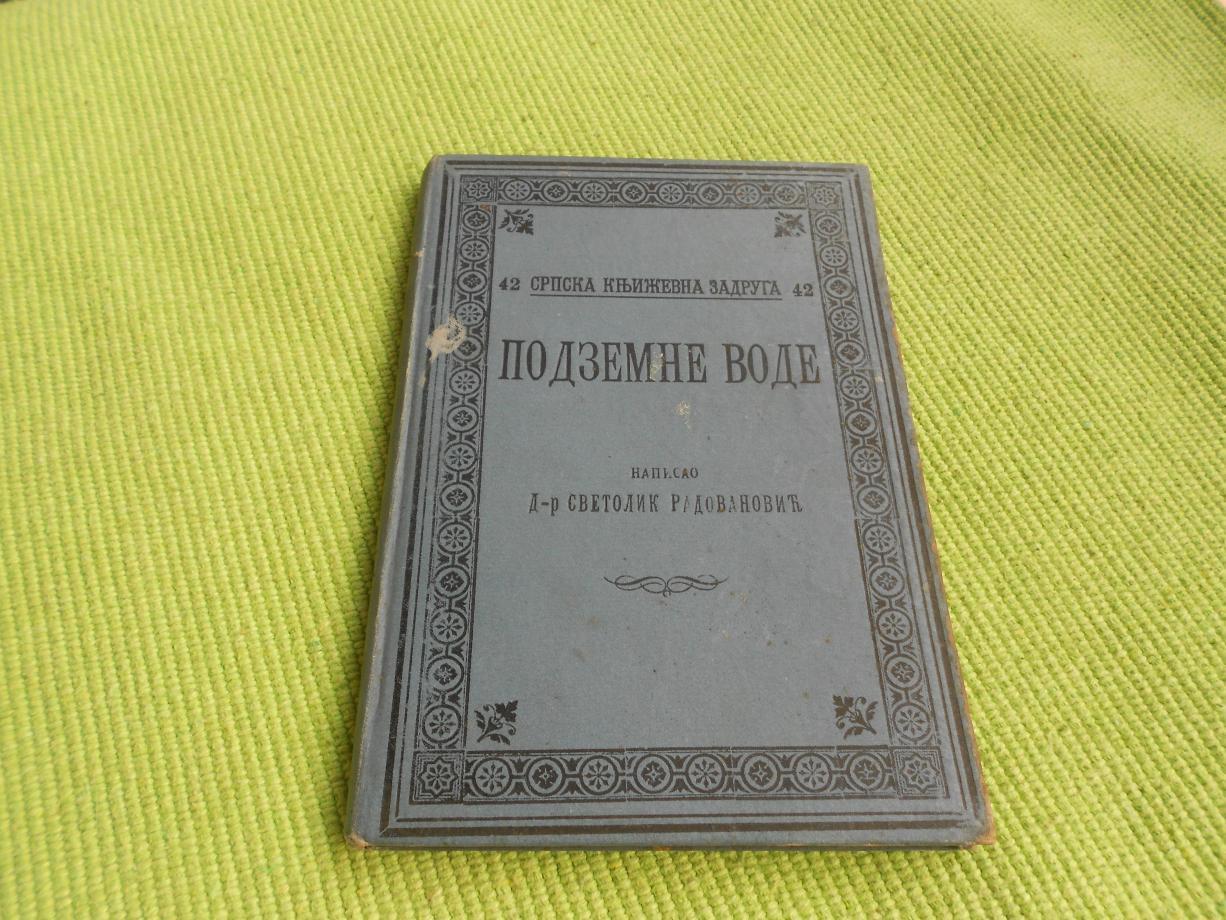 42 СРПСКА КЊИЖЕВНА ЗАДРУГА 42
ПОДЗЕМНЕ ВОДЕ
НАПИСАО
Д-р СВЕТОЛИК РАДОВАНОВИЋ